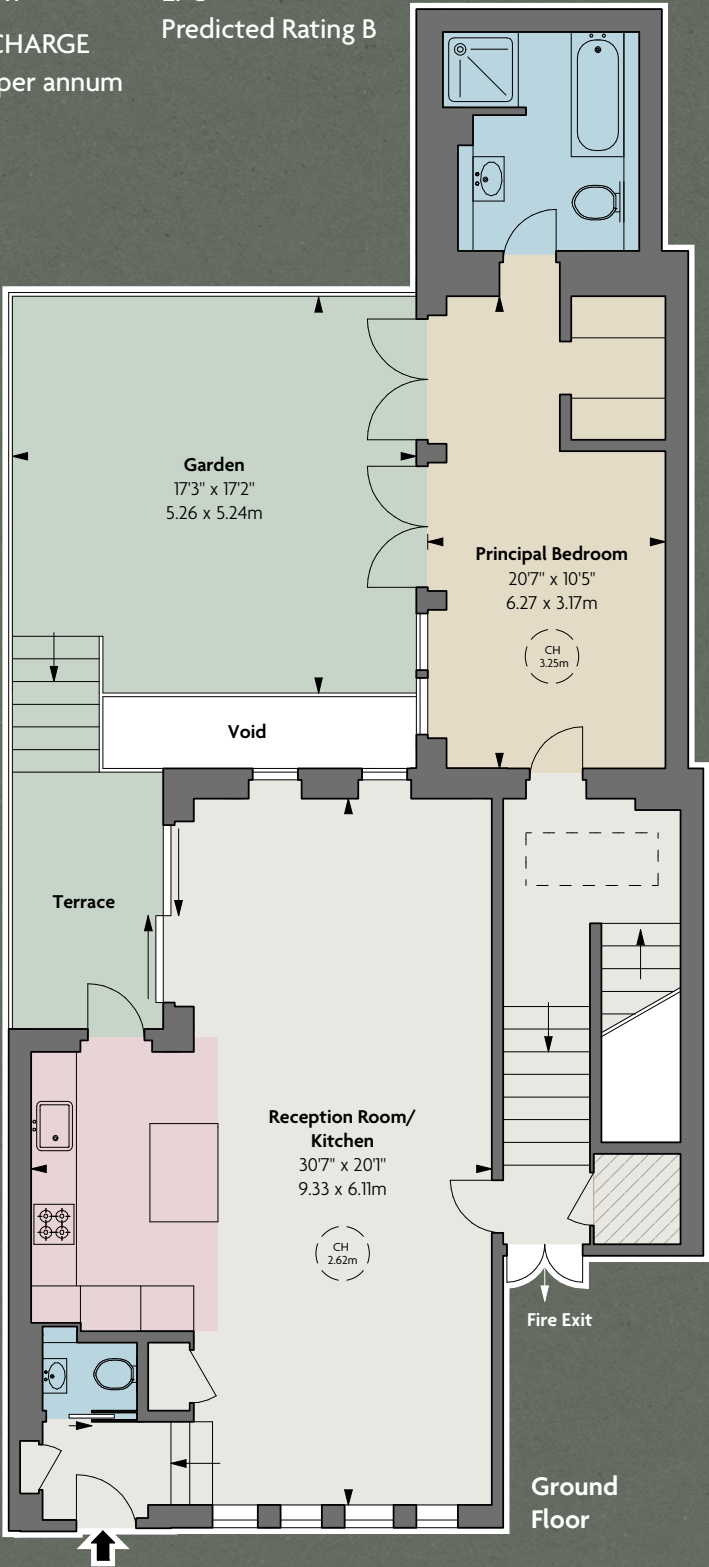 Predicted Rating B
CHARGE
per annum
Garden
17'3" x 17'2"
5.26 x 5.24m
Principal Bedroom
20'7" x 10'5"
6.27 x 3.17m
CH
3.25m
Void
Terrace
Reception Room/
Kitchen
30'7" x 20'1"
9.33 x 6.11m
CH
2.62m
Fire Exit
Ground
Floor